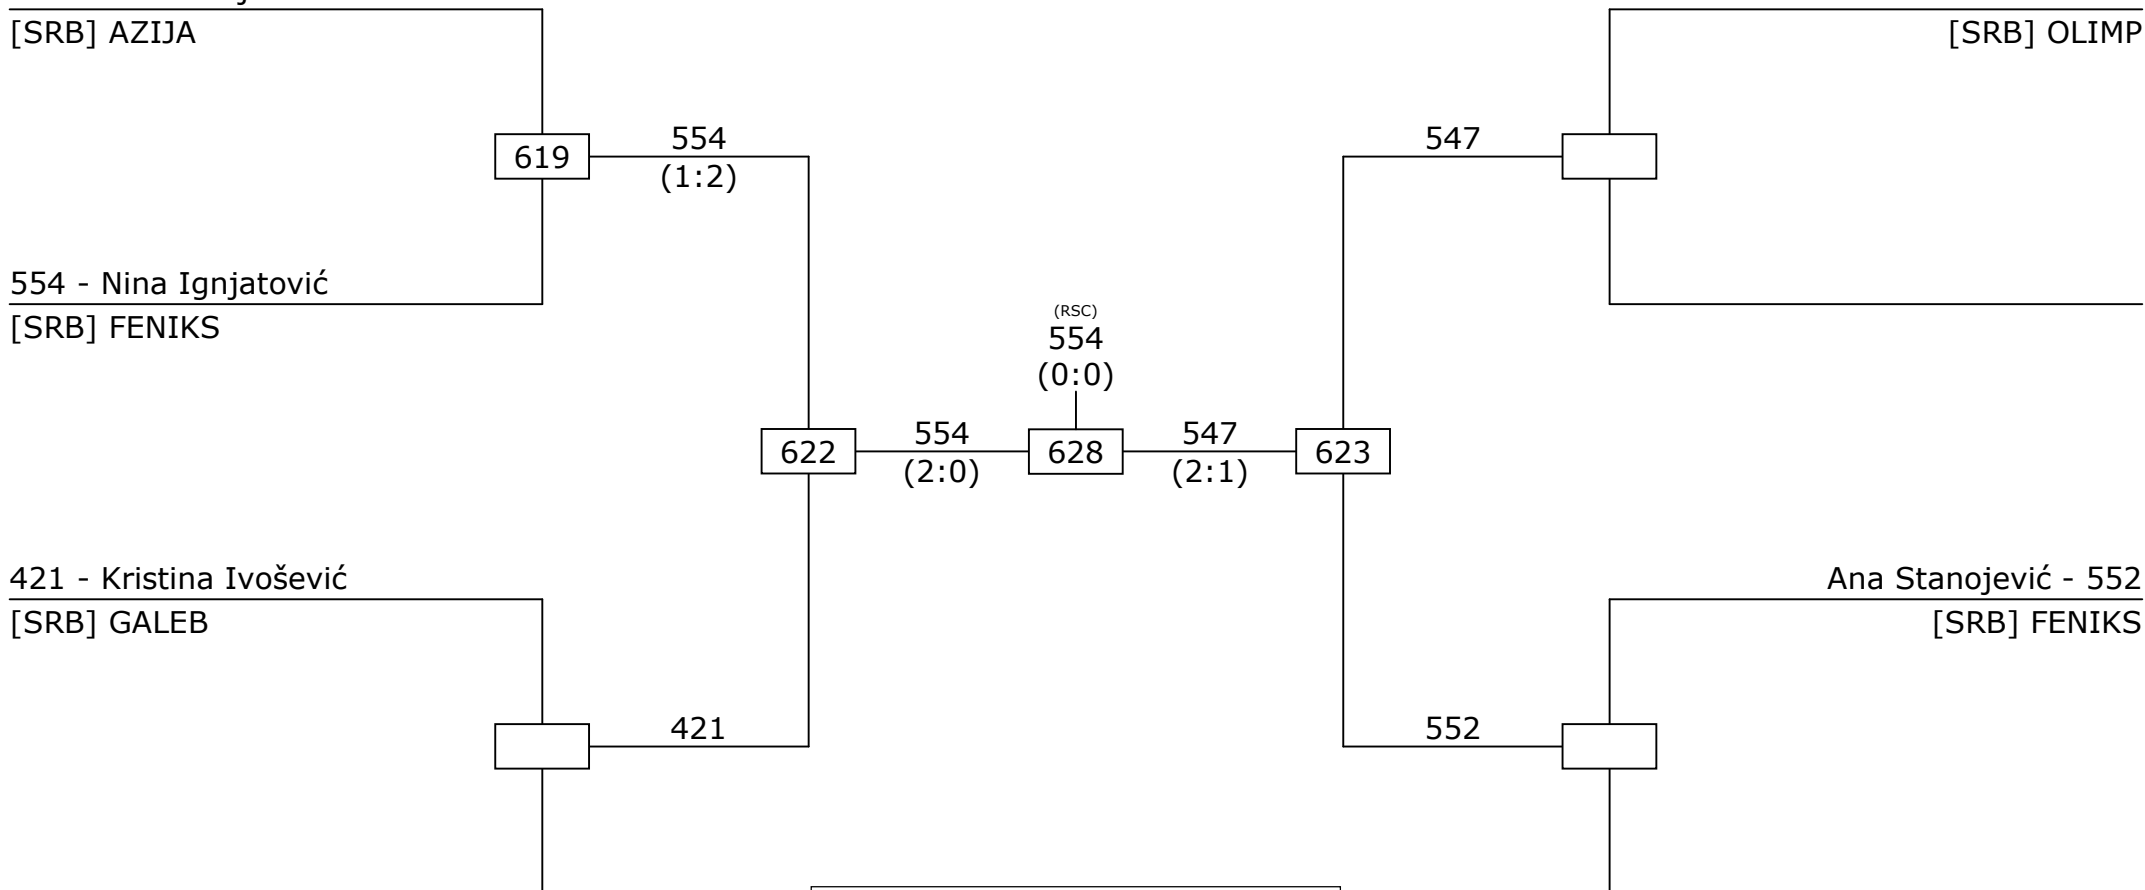 [SRB] AZIJA
[SRB] OLIMP
619
554
(1:2)
547
554 - Nina Ignjatović
[SRB] FENIKS
(RSC)
554
(0:0)
622
554
(2:0)
628
547
(2:1)
623
421 - Kristina Ivošević
[SRB] GALEB
Ana Stanojević - 552
[SRB] FENIKS
421
552